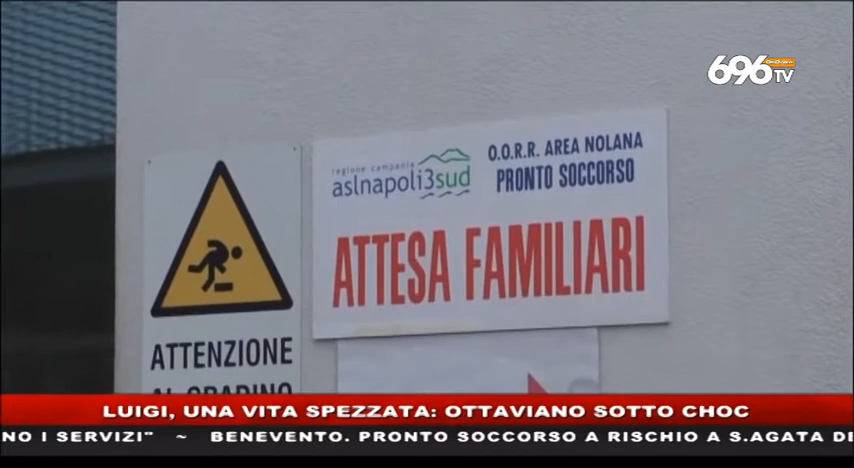 696 TV
regione campania
aslnapoli3sud
O.O.R.R. AREA NOLANA
PRONTO SOCCORSO
ATTESA FAMILIARI
ATTENZIONE
AL GRADINO
LUIGI, UNA VITA SPEZZATA: OTTAVIANO SOTTO CHOC
NO I SERVIZI" ~ BENEVENTO. PRONTO SOCCORSO A RISCHIO A S.AGATA DE